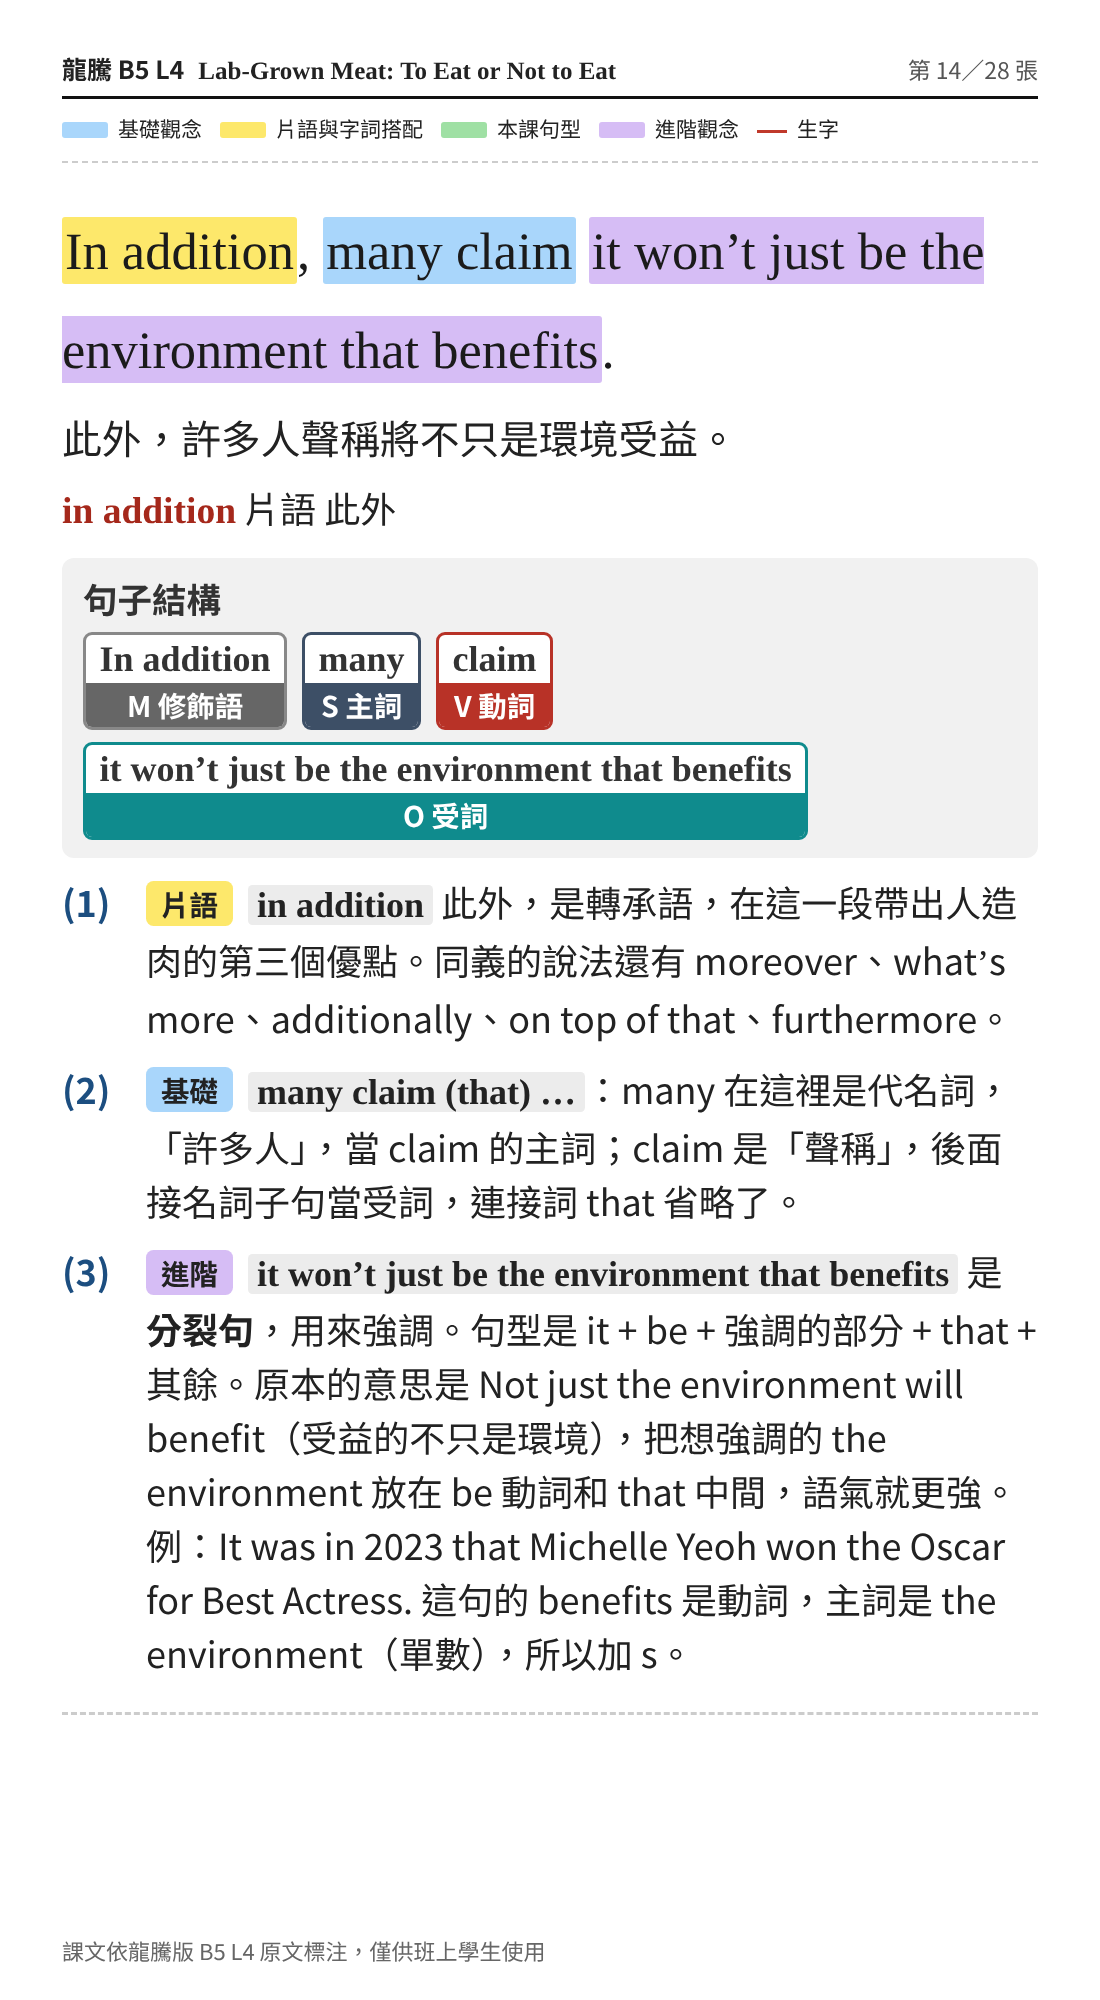 龍騰 B5 L4 Lab-Grown Meat: To Eat or Not to Eat 第 14／28 張
基礎觀念 片語與字詞搭配 本課句型 進階觀念 生字
In addition, many claim it won’t just be the
environment that benefits.
此外，許多人聲稱將不只是環境受益。
in addition 片語 此外
句子結構
In addition many claim
M 修飾語 S 主詞 V 動詞
it won’t just be the environment that benefits
O 受詞
(1) 片語 in addition 此外，是轉承語，在這一段帶出人造
肉的第三個優點。同義的說法還有 moreover、what’s
more、additionally、on top of that、furthermore。
(2) 基礎 many claim (that) …：many 在這裡是代名詞，
「許多人」，當 claim 的主詞；claim 是「聲稱」，後面
接名詞子句當受詞，連接詞 that 省略了。
(3) 進階 it won’t just be the environment that benefits 是
分裂句，用來強調。句型是 it + be + 強調的部分 + that +
其餘。原本的意思是 Not just the environment will
benefit（受益的不只是環境），把想強調的 the
environment 放在 be 動詞和 that 中間，語氣就更強。
例：It was in 2023 that Michelle Yeoh won the Oscar
for Best Actress. 這句的 benefits 是動詞，主詞是 the
environment（單數），所以加 s。
課文依龍騰版 B5 L4 原文標注，僅供班上學生使用